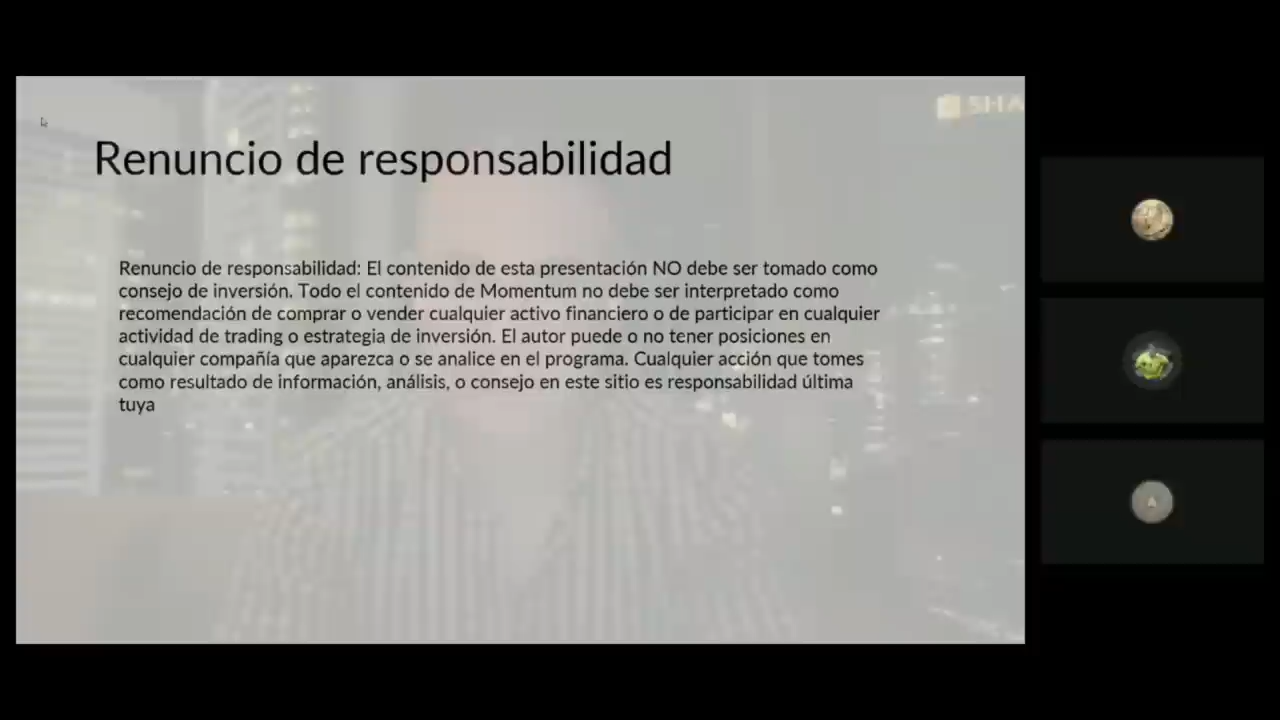 SHA
Renuncio de responsabilidad
Renuncio de responsabilidad: El contenido de esta presentación NO debe ser tomado como
consejo de inversión. Todo el contenido de Momentum no debe ser interpretado como
recomendación de comprar o vender cualquier activo financiero o de participar en cualquier
actividad de trading o estrategia de inversión. El autor puede o no tener posiciones en
cualquier compañía que aparezca o se analice en el programa. Cualquier acción que tomes
como resultado de información, análisis, o consejo en este sitio es responsabilidad última
tuya